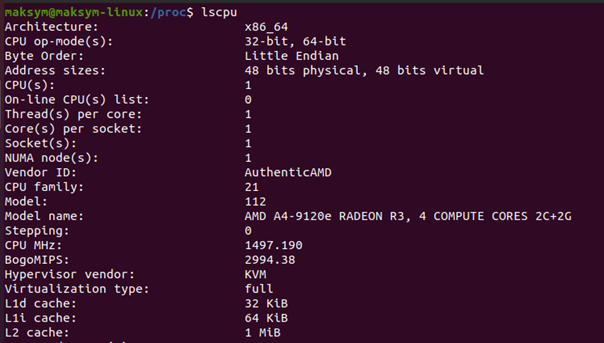 maksym@maksym-linux:/proc$ lscpu
Architecture: x86_64
CPU op-mode(s): 32-bit, 64-bit
Byte Order: Little Endian
Address sizes: 48 bits physical, 48 bits virtual
CPU(s): 1
On-line CPU(s) list: 0
Thread(s) per core: 1
Core(s) per socket: 1
Socket(s): 1
NUMA node(s): 1
Vendor ID: AuthenticAMD
CPU family: 21
Model: 112
Model name: AMD A4-9120e RADEON R3, 4 COMPUTE CORES 2C+2G
Stepping: 0
CPU MHz: 1497.190
BogoMIPS: 2994.38
Hypervisor vendor: KVM
Virtualization type: full
L1d cache: 32 KiB
L1i cache: 64 KiB
L2 cache: 1 MiB